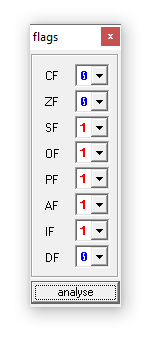 flags
CF 0
ZF 0
SF 1
OF 1
PF 1
AF 1
IF 1
DF 0
analyse